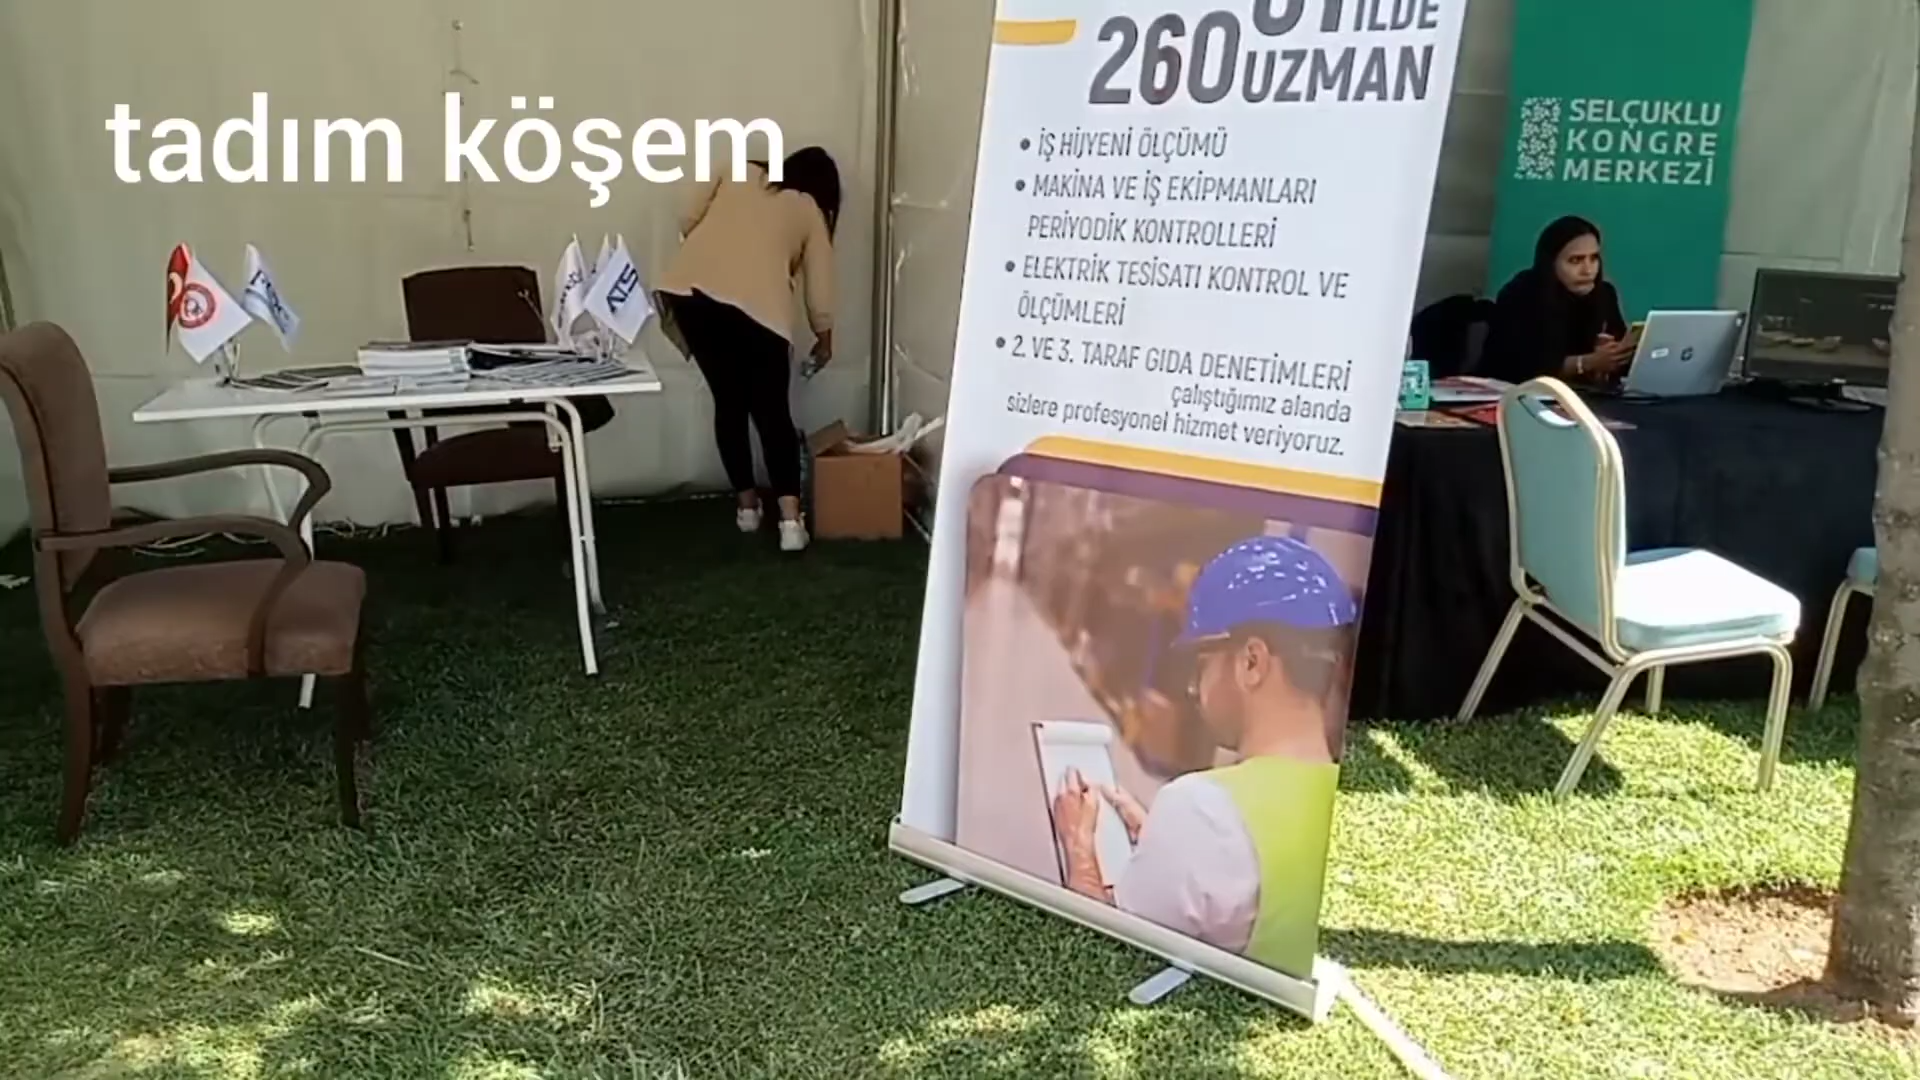 tadım köşem
İLDE
260 UZMAN
• İŞ HİJYENİ ÖLÇÜMÜ
• MAKİNA VE İŞ EKİPMANLARI
PERİYODİK KONTROLLERİ
• ELEKTRİK TESİSATI KONTROL VE
ÖLÇÜMLERİ
• 2. VE 3. TARAF GIDA DENETİMLERİ
çalıştığımız alanda
sizlere profesyonel hizmet veriyoruz.
SELÇUKLU
KONGRE
MERKEZİ
ATS
hp